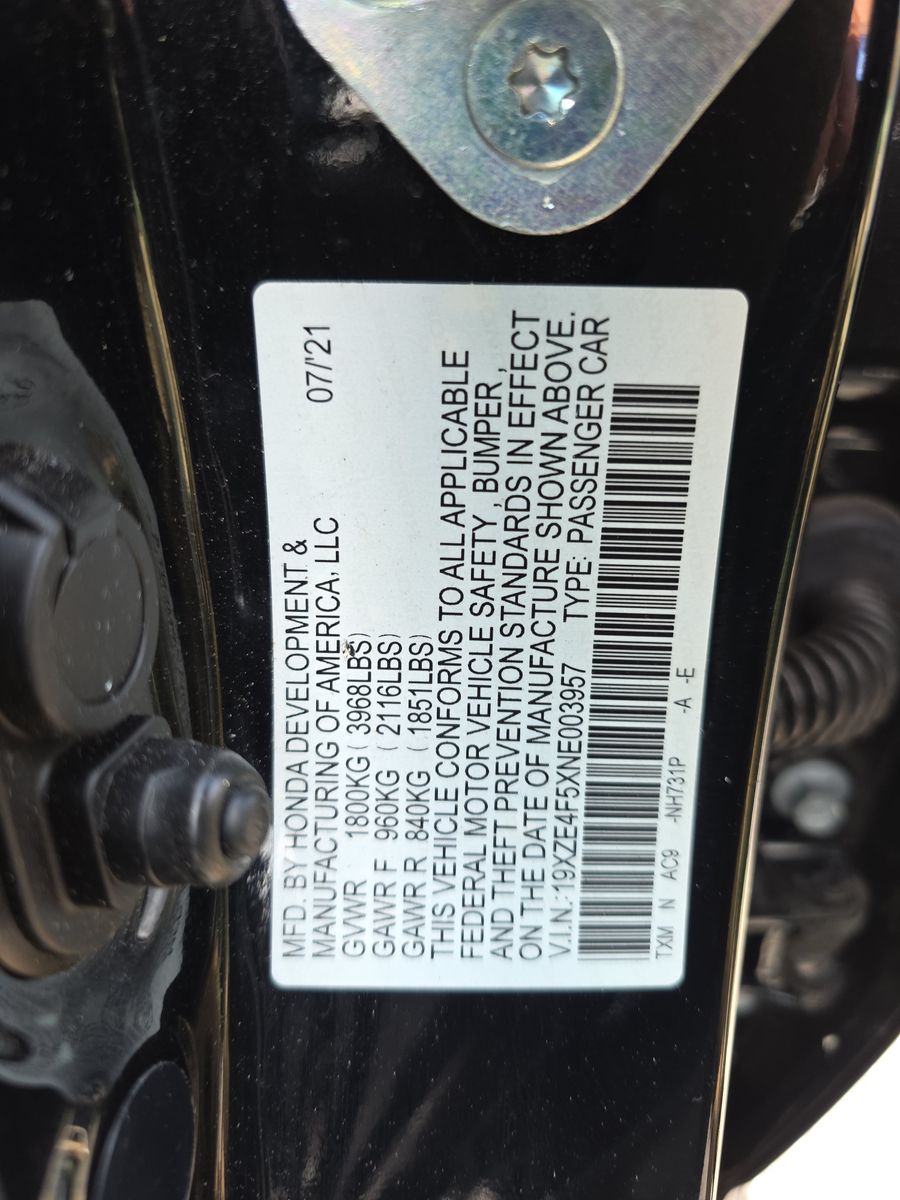 MFD. BY HONDA DEVELOPMENT &
MANUFACTURING OF AMERICA, LLC 07/'21
GVWR 1800KG ( 3968LBS)
GAWR F 960KG ( 2116LBS)
GAWR R 840KG ( 1851LBS)
THIS VEHICLE CONFORMS TO ALL APPLICABLE
FEDERAL MOTOR VEHICLE SAFETY , BUMPER ,
AND THEFT PREVENTION STANDARDS IN EFFECT
ON THE DATE OF MANUFACTURE SHOWN ABOVE.
V.I.N.:19XZE4F5XNE003957 TYPE: PASSENGER CAR
TXM N AC9 -NH731P -A -E